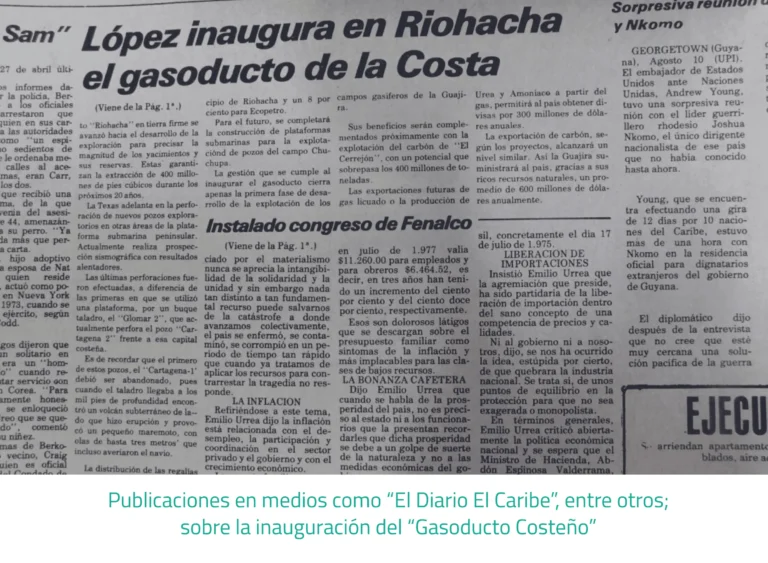 Sam”
27 de abril últi-
os informes da-
r la policía, Ber-
a a los oficiales
arrestaron que
quien en sus car-
a las autoridades
como “un espí-
o de sementos de
e le ordenaba me-
calles al ace-
mas, eran Carr,
los dos.
que recibió una
ma, de la que
venía del asesi-
e 44, amenazán-
a su perro. “Ya
da más que per-
a carta.
hijo adoptivo
a esposa de Nat
en reside
, actuó como po-
en Nueva York
1973, cuando se
ejército, según
odd.
gos dijeron que
un solitario en
era un “hom-
o” cuando re-
tar servicio son
n Corea. “Para
amente hones-
se enloqueció
reo que se que-
do”, comentó
su niñez.
mas de Berko-
vecino, Craig
uien es oficial
del Condado de
López inaugura en Riohacha
el gasoducto de la Costa
(Viene de la Pág. 1ª.)
to “Riohacha” en tierra firme se
avanzó hacia el desarrollo de la
exploración para precisar la
magnitud de los yacimientos y
sus reservas. Estas garanti-
zan la extracción de 400 millo-
nes de pies cúbicos durante los
próximos 20 años.
La Texas adelanta en la perfo-
ración de nuevos pozos explora-
torios en otras áreas de la plata-
forma submarina peninsular.
Actualmente realiza prospec-
ción sismográfica con resultados
alentadores.
Las últimas perforaciones fue-
ron efectuadas, a diferencia de
las primeras en que se utilizó
una plataforma, por un buque
taladro, el “Glomar 2”, que ac-
tualmente perfora el pozo “Car-
tagena 2” frente a esa capital
costeña.
Es de recordar que el primero
de estos pozos, el “Cartagena-1’
debió ser abandonado, pues
cuando el taladro llegaba a los
mil pies de profundidad encon-
tró un volcán subterráneo de la-
do que hizo erupción y provo-
có un pequeño maremoto, con
olas de hasta tres metros” que
incluso averiaron el navío.
La distribución de las regalías
cipio de Riohacha y un 8 por
ciento para Ecopetro.
Para el futuro, se completará
la construcción de plataformas
submarinas para la explota-
ciónd de pozos del campo Chu-
chupa.
La gestión que se cumple al
inaugurar el gasoducto cierra
apenas la primera fase de desa-
rrollo de la explotación de los
campos gasíferos de la Guaji-
ra.
Sus beneficios serán comple-
mentados próximamente con la
explotación del carbón de “El
Cerrejón”, con un potencial que
sobrepasa los 400 millones de to-
neladas.
Las exportaciones futuras de
gas licuado o la producción de
Urea y Amoniaco a partir del
gas, permitirá al país obtener di-
visas por 300 millones de dóla-
res anuales.
La exportación de carbón, se-
gún los proyectos, alcanzará un
nivel similar. Así la Guajira su-
ministrará al país, gracias a sus
ricos recursos naturales, un pro-
medio de 600 millones de dóla-
res anualmente.
Instalado congreso de Fenalco
(Viene de la Pág. 1ª.)
ciado por el materialismo
nunca se aprecia la intangibili-
dad de la solidaridad y la
unidad y sin embargo nada
tan distinto a tan fundamen-
tal recurso puede salvarnos
de la catástrofe a donde
avanzamos colectivamente,
el país se enfermó, se contami-
nó, se corrompió en un pe-
ríodo de tiempo tan rápido
que cuando ya tratamos de
aplicar los recursos para con-
trarrestar la tragedia no res-
ponde.
LA INFLACION
Refiriéndose a este tema,
Emilio Urrea dijo la inflación
está relacionada con el de-
sempleo, la participación y
coordinación en el sector
privado y el gobierno y con el
crecimiento económico.
en julio de 1.977 valía
$11.260.00 para empleados y
para obreros $6.464.52, es
decir, en tres años han teni-
do un incremento del ciento
por ciento y del ciento doce
por ciento, respectivamente.
Esos son dolorosos látigos
que se descargan sobre el
presupuesto familiar como
síntomas de la inflación y
más implacables para las cla-
ses de bajos recursos.
LA BONANZA CAFETERA
Dijo Emilio Urrea que
cuando se habla de la pros-
peridad del país, no es preci-
so al estado ni a los funciona-
rios que la presentan recor-
darles que dicha prosperidad
se debe a un golpe de suerte
de la naturaleza y no a las
medidas económicas del go-
sil, concretamente el día 17
de julio de 1.975.
LIBERACION DE
IMPORTACIONES
Insistió Emilio Urrea que
la agremiación que preside,
ha sido partidaria de la libe-
ración de importación dentro
del sano concepto de una
competencia de precios y ca-
lidades.
Ni al gobierno ni a noso-
tros, dijo, se nos ha ocurrido
la idea, estúpida por cierto,
de que quebrara la industria
nacional. Se trata sí, de unos
puntos de equilibrio en la
protección para que no sea
exagerada o monopolista.
En términos generales,
Emilio Urrea criticó abierta-
mente la política económica
nacional y se espera que el
Ministro de Hacienda, Ab-
dón Espinosa Valderrama,
Sorpresiva reunión d
y Nkomo
GEORGETOWN (Guya-
na), Agosto 10 (UPI).
El embajador de Estados
Unidos ante Naciones
Unidas, Andrew Young,
tuvo una sorpresiva reu-
nión con el líder guerri-
llero rhodesio Joshua
Nkomo, el único dirigente
nacionalista de ese país
que no había conocido
hasta ahora.
Young, que se encuen-
tra efectuando una gira
de 12 días por 10 nacio-
nes del Caribe, estuvo
más de una hora con
Nkomo en la residencia
oficial para dignatarios
extranjeros del gobierno
de Guyana.
El diplomático dijo
después de la entrevista
que no cree que esté
muy cercana una solu-
ción pacífica de la guerra
EJECU
arriendan apartamento
blados, aire ac
Publicaciones en medios como “El Diario El Caribe”, entre otros;
sobre la inauguración del “Gasoducto Costeño”